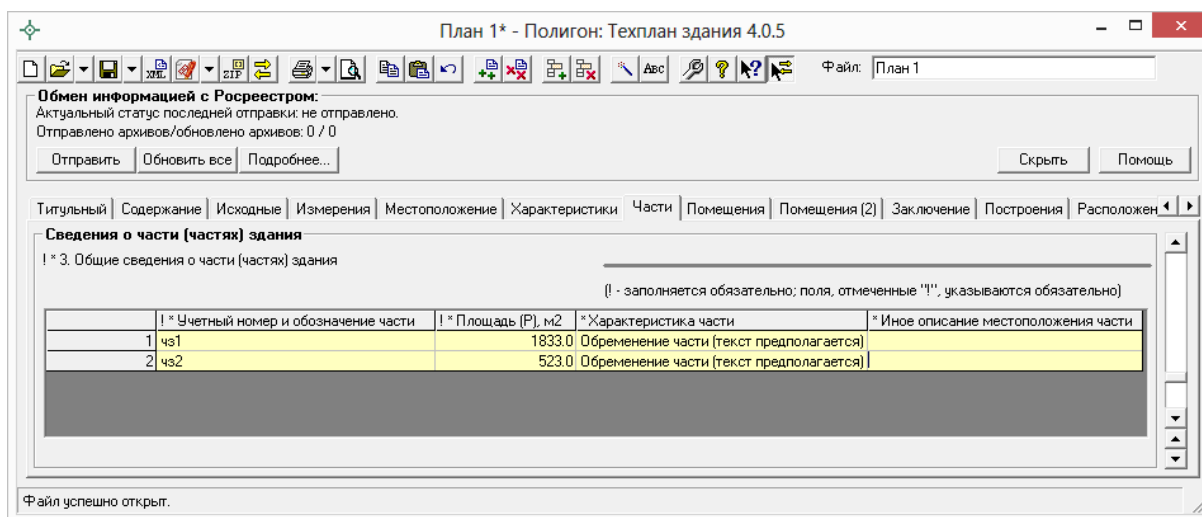 План 1* - Полигон: Техплан здания 4.0.5
XML ZIP ABC Файл: План 1
Обмен информацией с Росреестром:
Актуальный статус последней отправки: не отправлено.
Отправлено архивов/обновлено архивов: 0 / 0
Отправить Обновить все Подробнее... Скрыть Помощь
Титульный Содержание Исходные Измерения Местоположение Характеристики Части Помещения Помещения (2) Заключение Построения Расположен
Сведения о части (частях) здания
! * 3. Общие сведения о части (частях) здания
(! - заполняется обязательно; поля, отмеченные "!", указываются обязательно)
! * Учетный номер и обозначение части ! * Площадь (Р), м2 * Характеристика части * Иное описание местоположения части
1 чз1 1833.0 Обременение части (текст предполагается)
2 чз2 523.0 Обременение части (текст предполагается)
Файл успешно открыт.